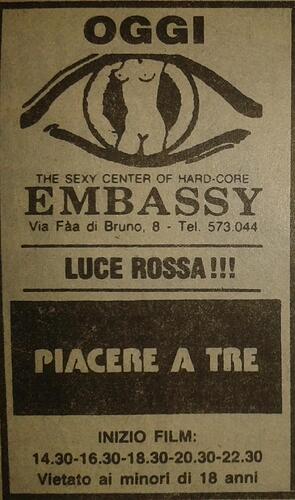 OGGI
THE SEXY CENTER OF HARD-CORE
EMBASSY
Via Fàa di Bruno, 8 - Tel. 573.044
LUCE ROSSA!!!
PIACERE A TRE
INIZIO FILM:
14.30-16.30-18.30-20.30-22.30
Vietato ai minori di 18 anni